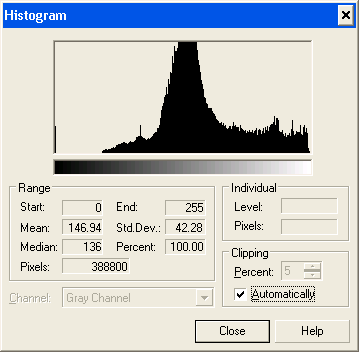 Histogram
Range
Start: 0 End: 255
Mean: 146.94 Std.Dev.: 42.28
Median: 136 Percent: 100.00
Pixels: 388800
Individual
Level:
Pixels:
Clipping
Percent: 5
Automatically
Channel: Gray Channel
Close Help